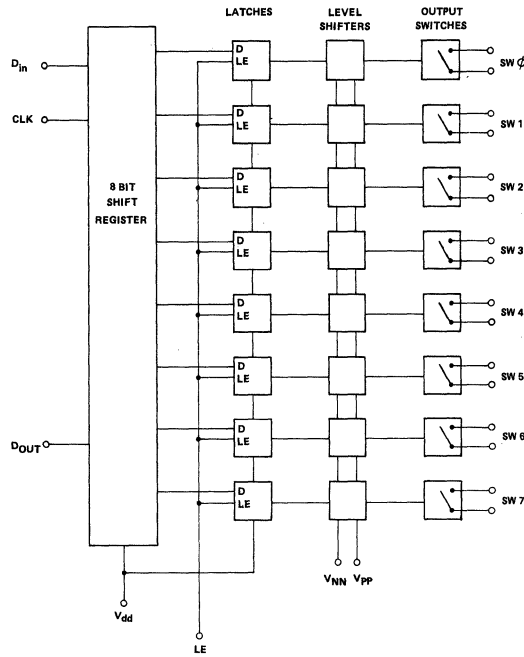 LATCHES
LEVEL
SHIFTERS
OUTPUT
SWITCHES
Din
CLK
8 BIT
SHIFT
REGISTER
DOUT
Vdd
LE
D
LE
SW ϕ
D
LE
SW 1
D
LE
SW 2
D
LE
SW 3
D
LE
SW 4
D
LE
SW 5
D
LE
SW 6
D
LE
SW 7
VNN
VPP